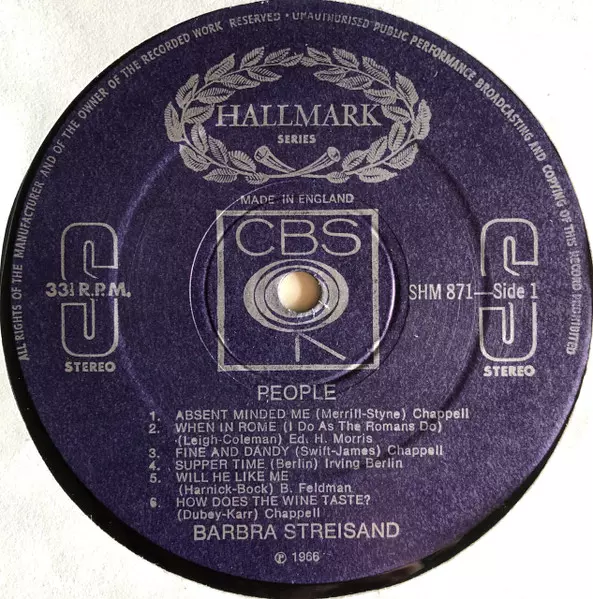 ALL RIGHTS OF THE MANUFACTURER AND OF THE OWNER OF THE RECORDED WORK RESERVED • UNAUTHORISED PUBLIC PERFORMANCE BROADCASTING AND COPYING OF THIS RECORD PROHIBITED
HALLMARK
SERIES
MADE IN ENGLAND
CBS
S
33⅓ R.P.M.
STEREO
S
SHM 871—Side 1
STEREO
PEOPLE
1. ABSENT MINDED ME (Merrill-Styne) Chappell
2. WHEN IN ROME (I Do As The Romans Do)
(Leigh-Coleman) Ed. H. Morris
3. FINE AND DANDY (Swift-James) Chappell
4. SUPPER TIME (Berlin) Irving Berlin
5. WILL HE LIKE ME
(Harnick-Bock) B. Feldman
6. HOW DOES THE WINE TASTE?
(Dubey-Karr) Chappell
BARBRA STREISAND
℗ 1966